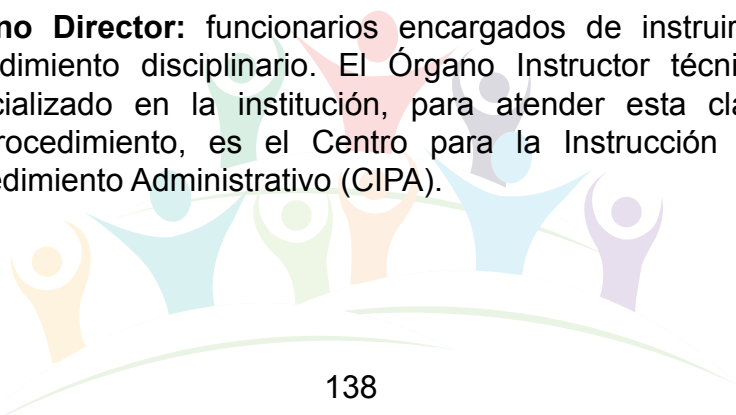 no Director: funcionarios encargados de instruir
dimiento disciplinario. El Órgano Instructor técni
cializado en la institución, para atender esta cla
rocedimiento, es el Centro para la Instrucción
edimiento Administrativo (CIPA).
138